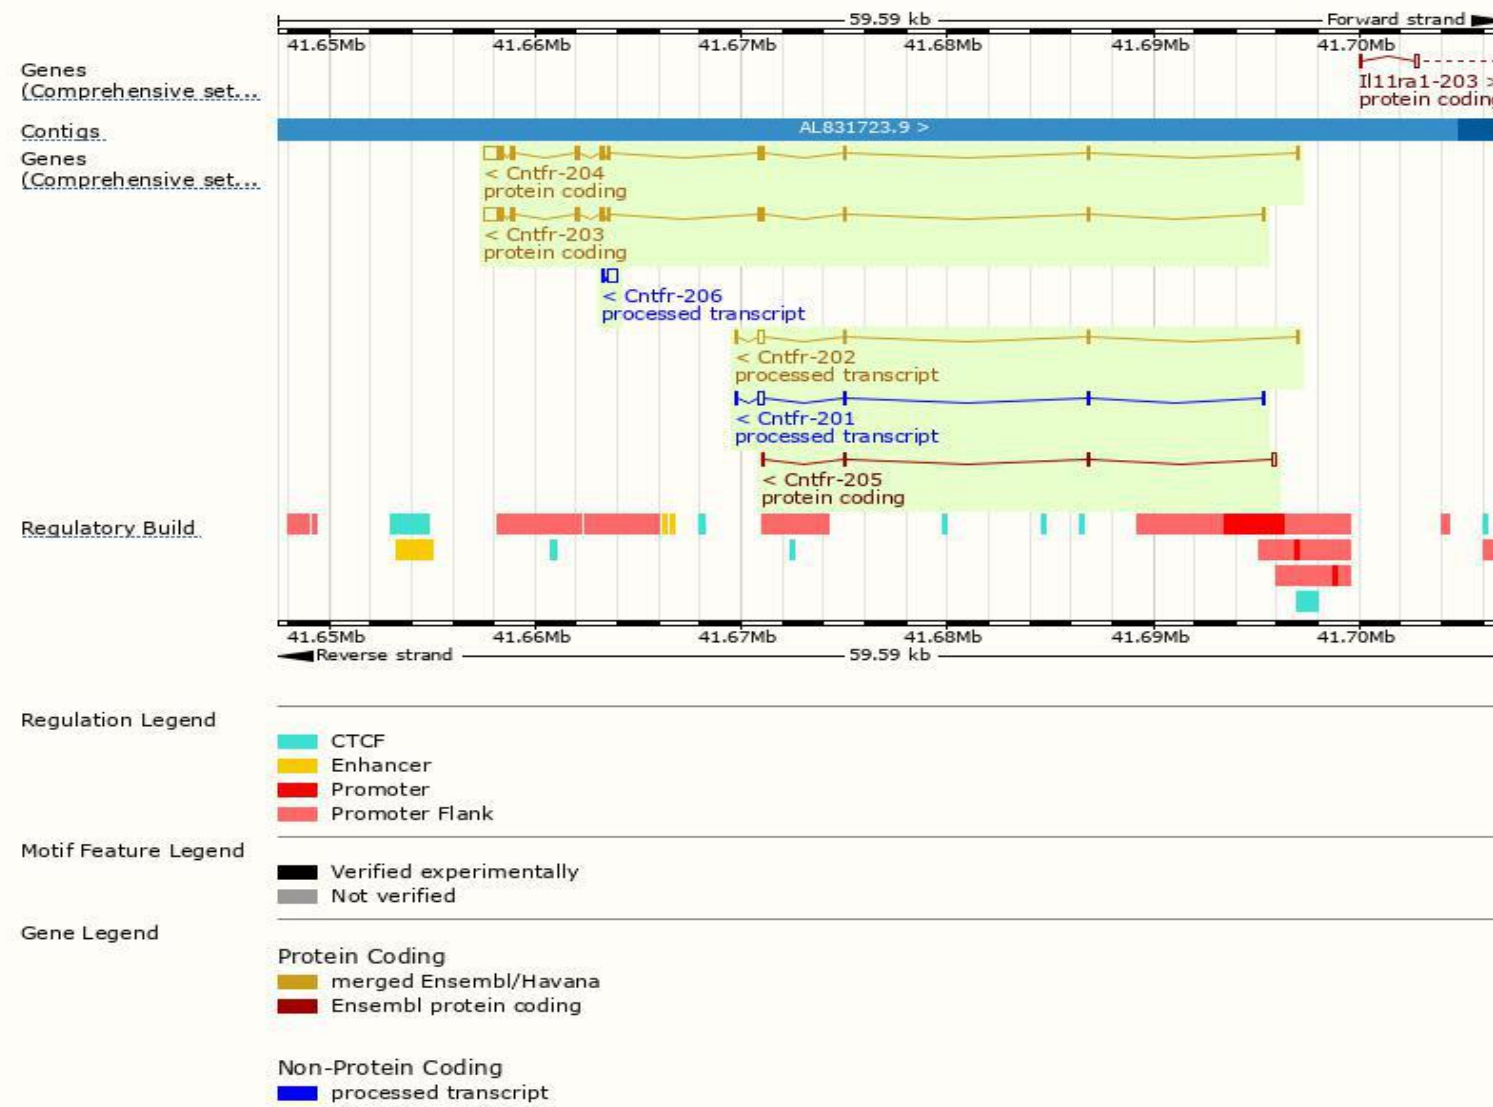 59.59 kb Forward strand
41.65Mb 41.66Mb 41.67Mb 41.68Mb 41.69Mb 41.70Mb
Genes
(Comprehensive set...
Il11ra1-203 >
protein coding
Contigs
AL831723.9 >
Genes
(Comprehensive set...
< Cntfr-204
protein coding
< Cntfr-203
protein coding
< Cntfr-206
processed transcript
< Cntfr-202
processed transcript
< Cntfr-201
processed transcript
< Cntfr-205
protein coding
Regulatory Build
41.65Mb 41.66Mb 41.67Mb 41.68Mb 41.69Mb 41.70Mb
Reverse strand 59.59 kb
Regulation Legend
CTCF
Enhancer
Promoter
Promoter Flank
Motif Feature Legend
Verified experimentally
Not verified
Gene Legend
Protein Coding
merged Ensembl/Havana
Ensembl protein coding
Non-Protein Coding
processed transcript